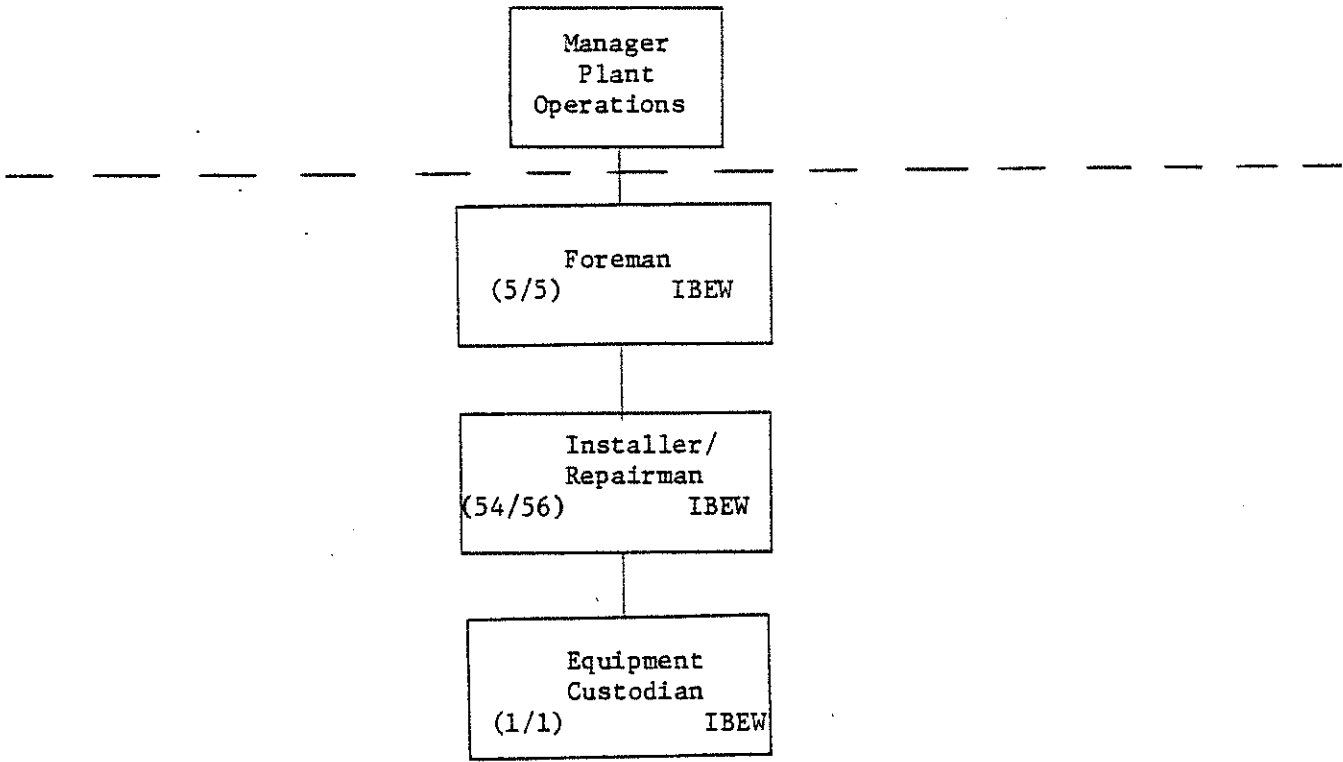 Manager
Plant
Operations
Foreman
(5/5) IBEW
Installer/
Repairman
(54/56) IBEW
Equipment
Custodian
(1/1) IBEW